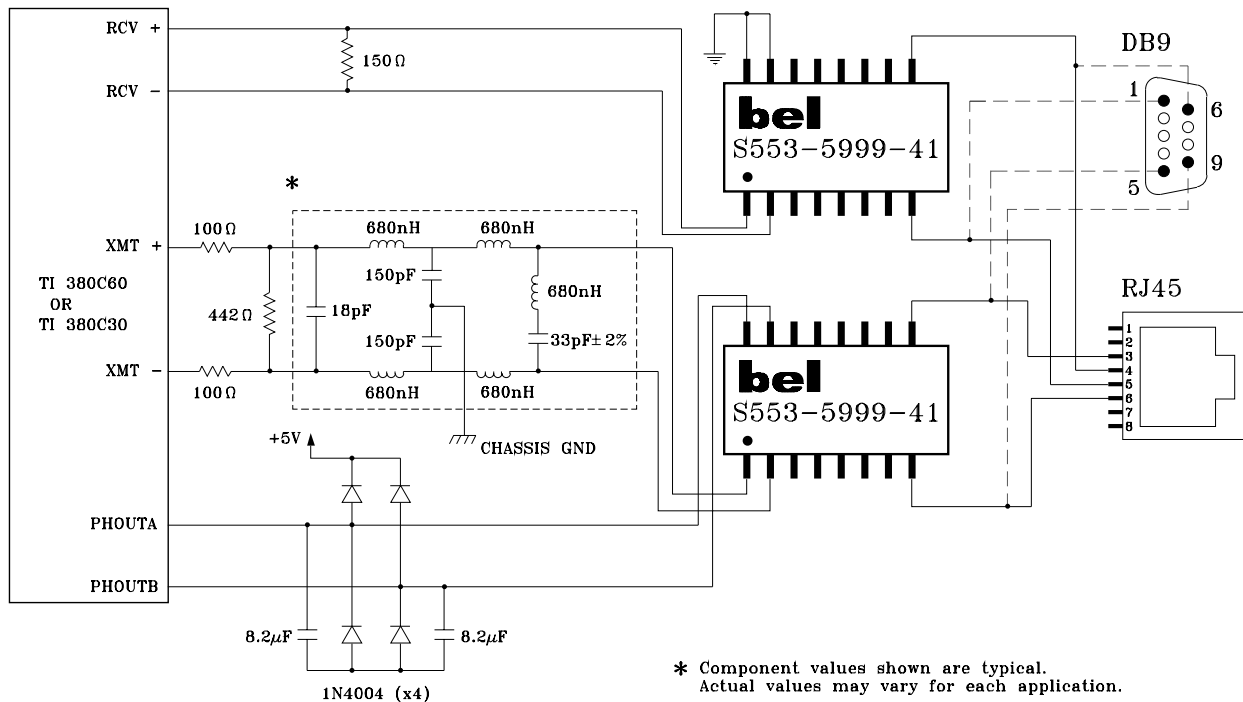 RCV +
150Ω
RCV −
DB9
1
6
9
5
bel
S553-5999-41
*
100Ω
680nH
680nH
XMT +
150pF
TI 380C60
OR
TI 380C30
442Ω
18pF
680nH
33pF±2%
150pF
XMT −
100Ω
680nH
680nH
RJ45
1
2
3
4
5
6
7
8
bel
S553-5999-41
+5V
CHASSIS GND
PHOUTA
PHOUTB
8.2µF
8.2µF
1N4004 (x4)
* Component values shown are typical.
Actual values may vary for each application.